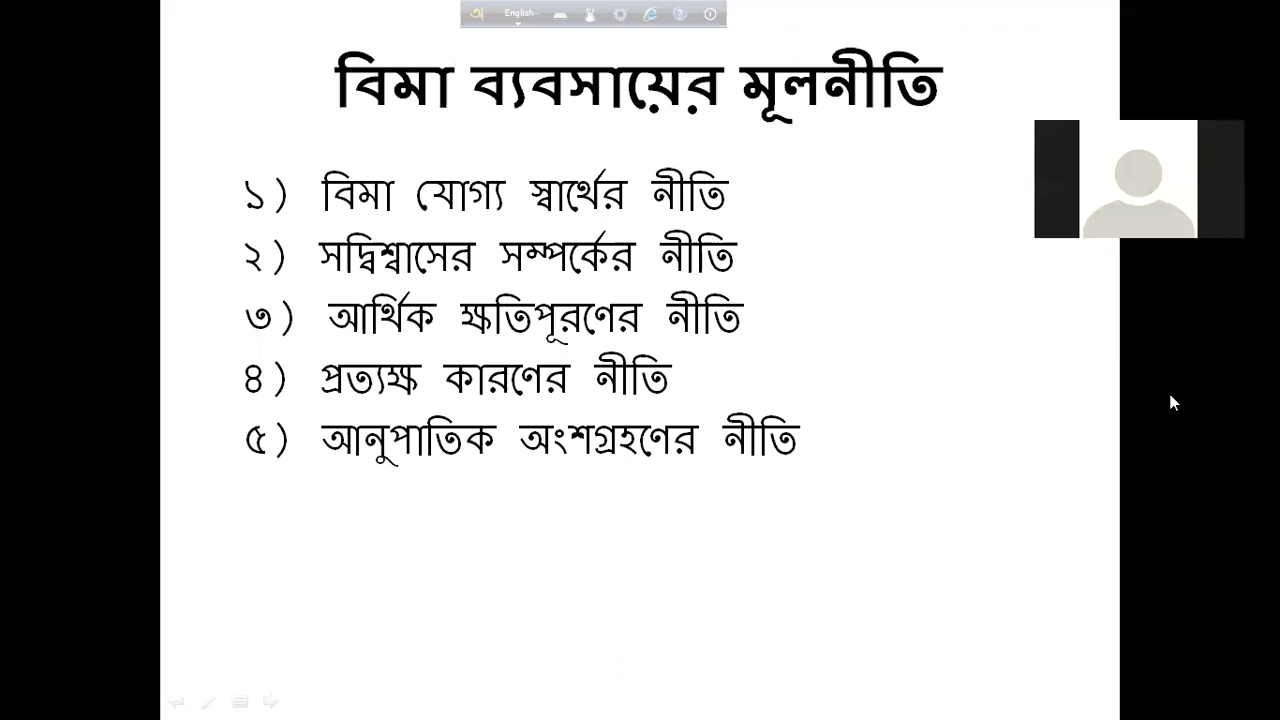 English
বিমা ব্যবসায়ের মূলনীতি
১) বিমা যোগ্য স্বার্থের নীতি
২) সদ্বিশ্বাসের সম্পর্কের নীতি
৩) আর্থিক ক্ষতিপূরণের নীতি
৪) প্রত্যক্ষ কারণের নীতি
৫) আনুপাতিক অংশগ্রহণের নীতি